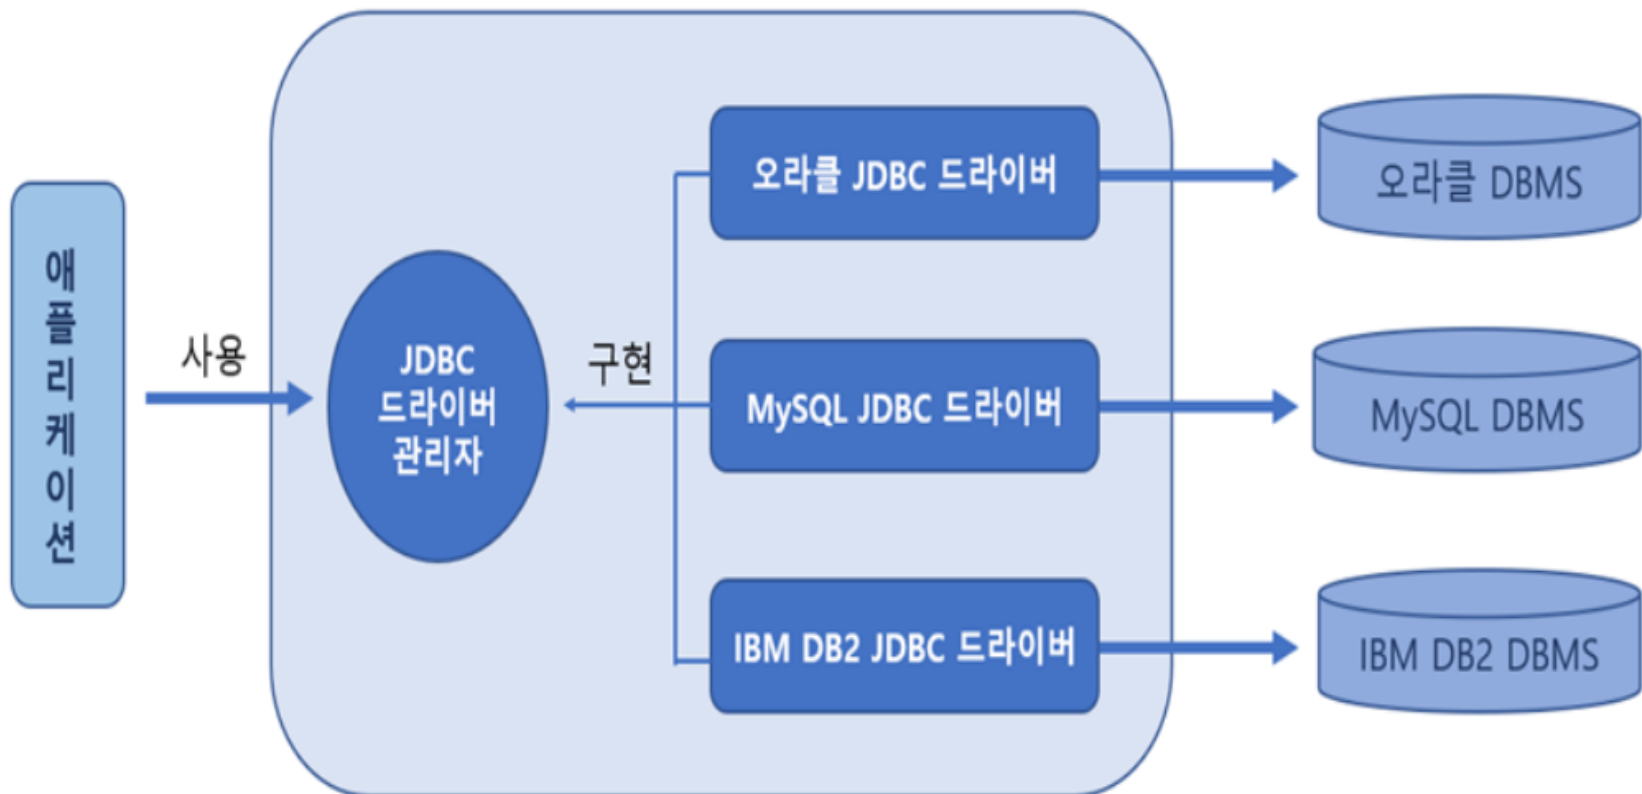 애플리케이션
사용
JDBC
드라이버
관리자
구현
오라클 JDBC 드라이버
MySQL JDBC 드라이버
IBM DB2 JDBC 드라이버
오라클 DBMS
MySQL DBMS
IBM DB2 DBMS